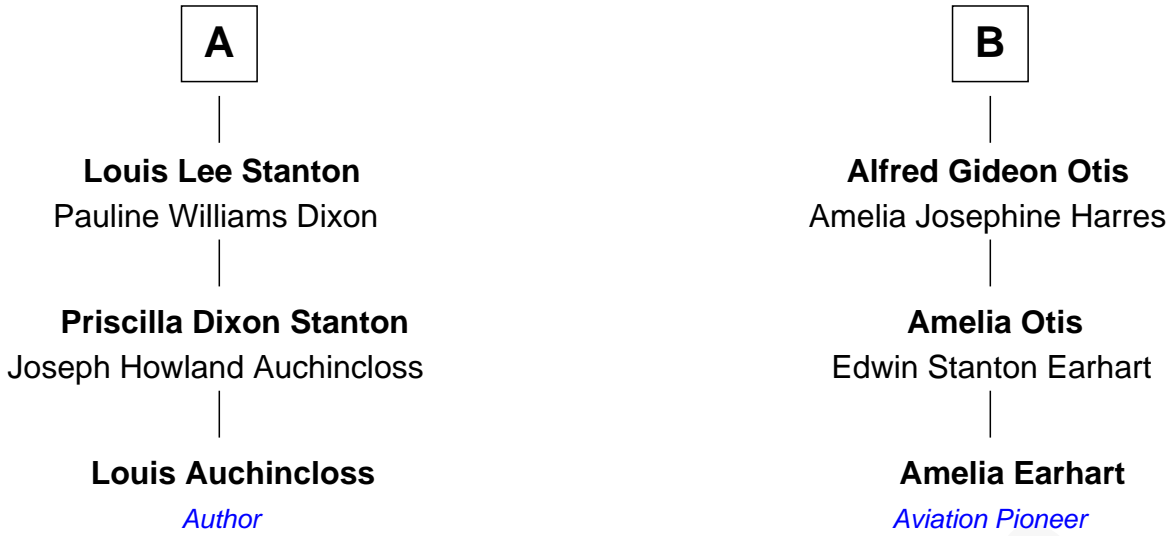 A
Louis Lee Stanton
Pauline Williams Dixon
Priscilla Dixon Stanton
Joseph Howland Auchincloss
Louis Auchincloss
Author
B
Alfred Gideon Otis
Amelia Josephine Harres
Amelia Otis
Edwin Stanton Earhart
Amelia Earhart
Aviation Pioneer